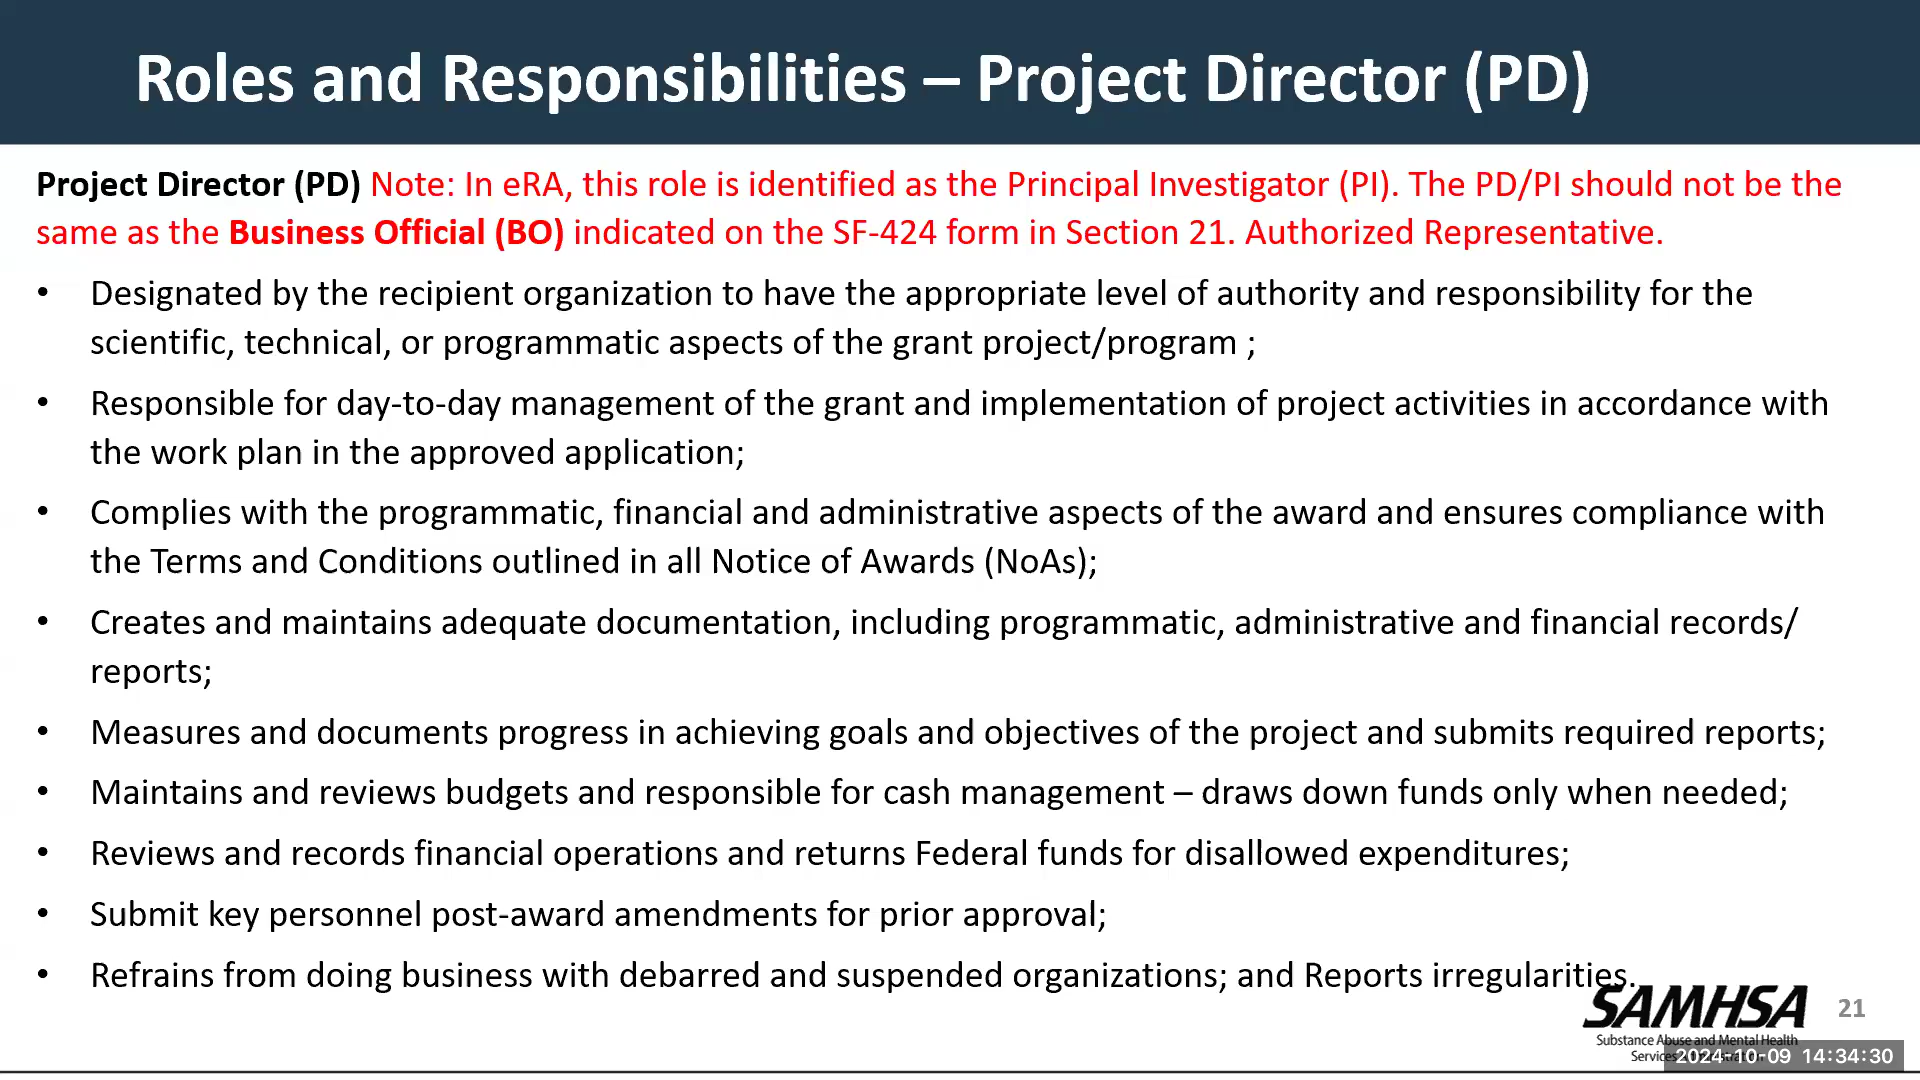 Roles and Responsibilities – Project Director (PD)
Project Director (PD) Note: In eRA, this role is identified as the Principal Investigator (PI). The PD/PI should not be the
same as the Business Official (BO) indicated on the SF-424 form in Section 21. Authorized Representative.
• Designated by the recipient organization to have the appropriate level of authority and responsibility for the
scientific, technical, or programmatic aspects of the grant project/program ;
• Responsible for day-to-day management of the grant and implementation of project activities in accordance with
the work plan in the approved application;
• Complies with the programmatic, financial and administrative aspects of the award and ensures compliance with
the Terms and Conditions outlined in all Notice of Awards (NoAs);
• Creates and maintains adequate documentation, including programmatic, administrative and financial records/
reports;
• Measures and documents progress in achieving goals and objectives of the project and submits required reports;
• Maintains and reviews budgets and responsible for cash management – draws down funds only when needed;
• Reviews and records financial operations and returns Federal funds for disallowed expenditures;
• Submit key personnel post-award amendments for prior approval;
• Refrains from doing business with debarred and suspended organizations; and Reports irregularities.
SAMHSA
21
Substance Abuse and Mental Health
Services
2024-10-09 14:34:30